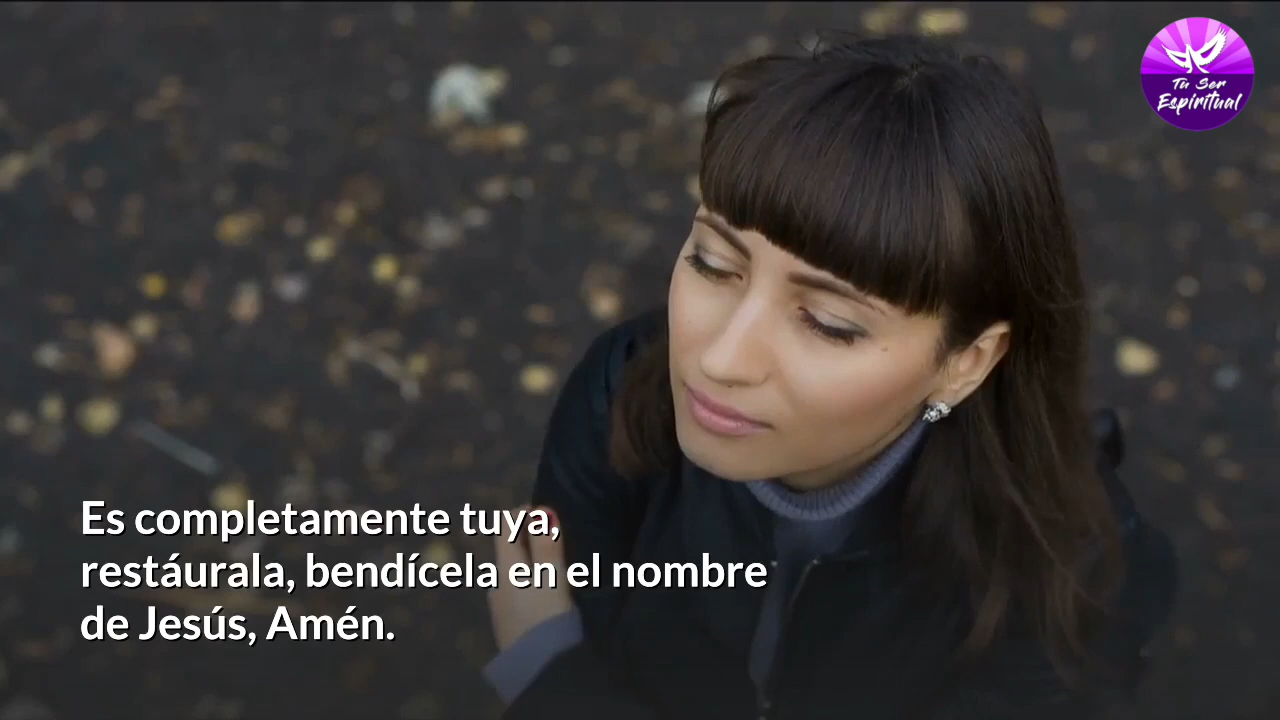 Tu Ser
Espiritual
Es completamente tuya,
restáurala, bendícela en el nombre
de Jesús, Amén.